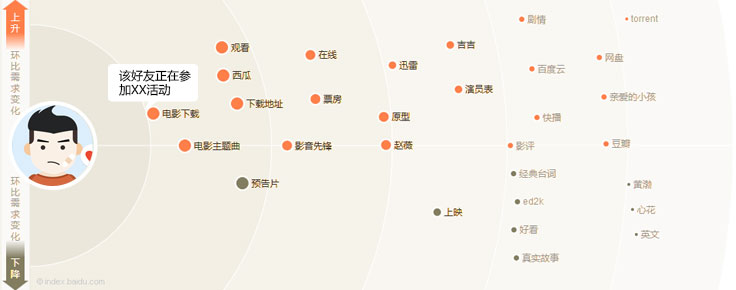 上升
环比需求变化
环比需求变化
下降
该好友正在参
加XX活动
观看
西瓜
电影下载
下载地址
电影主题曲
预告片
在线
票房
影音先锋
迅雷
原型
赵薇
吉吉
演员表
上映
剧情
百度云
快播
影评
经典台词
ed2k
好看
真实故事
torrent
网盘
亲爱的小孩
豆瓣
黄渤
心花
英文
© index.baidu.com